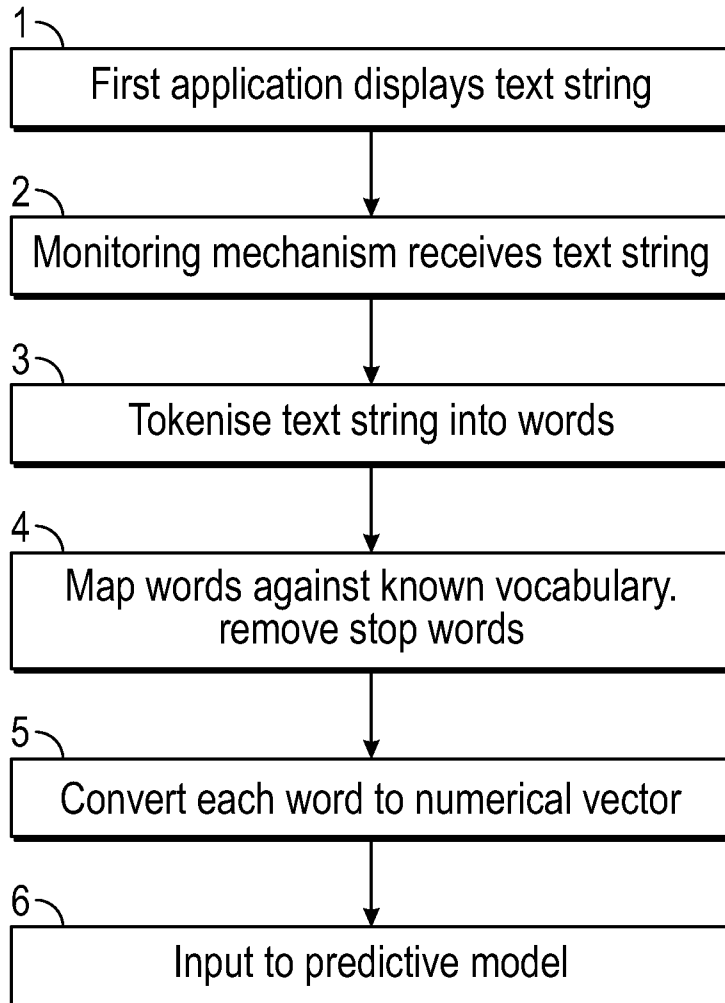 1
First application displays text string
2
Monitoring mechanism receives text string
3
Tokenise text string into words
4
Map words against known vocabulary.
remove stop words
5
Convert each word to numerical vector
6
Input to predictive model